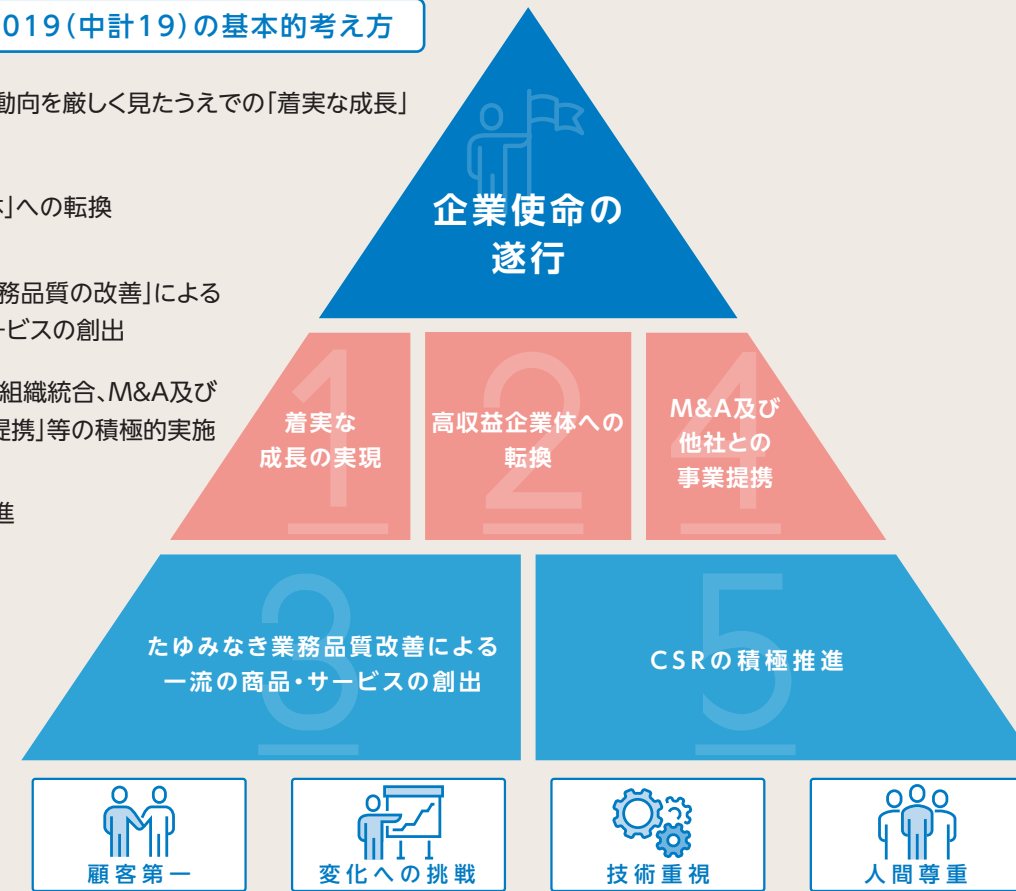 019(中計19)の基本的考え方
動向を厳しく見たうえでの「着実な成長」
」への転換
務品質の改善」による
ービスの創出
組織統合、M&A及び
提携」等の積極的実施
進
企業使命の
遂行
1
着実な
成長の実現
2
高収益企業体への
転換
4
M&A及び
他社との
事業提携
3
たゆみなき業務品質改善による
一流の商品・サービスの創出
5
CSRの積極推進
顧客第一
変化への挑戦
技術重視
人間尊重